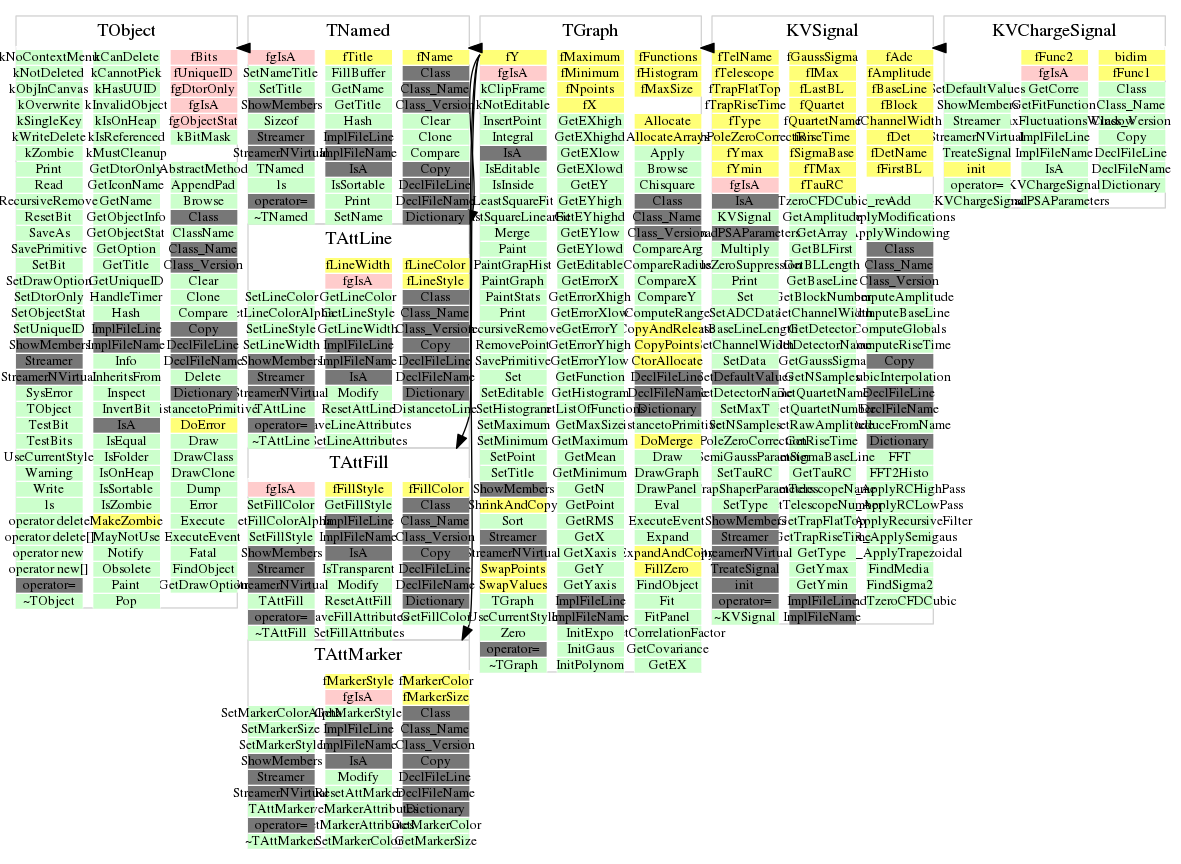 TObject
kNoContextMenu kCanDelete fBits
kNotDeleted kCannotPick fUniqueID
kObjInCanvas kHasUUID fgDtorOnly
kOverwrite kInvalidObject fgIsA
kSingleKey kIsOnHeap fgObjectStat
kWriteDelete kIsReferenced kBitMask
kZombie kMustCleanup
Print GetDtorOnly AbstractMethod
Read GetIconName AppendPad
RecursiveRemove GetName Browse
ResetBit GetObjectInfo Class
SaveAs GetObjectStat ClassName
SavePrimitive GetOption Class_Name
SetBit GetTitle Class_Version
SetDrawOption GetUniqueID Clear
SetDtorOnly HandleTimer Clone
SetObjectStat Hash Compare
SetUniqueID ImplFileLine Copy
ShowMembers ImplFileName DeclFileLine
Streamer Info DeclFileName
StreamerNVirtual InheritsFrom Delete
SysError Inspect Dictionary
TObject InvertBit DistancetoPrimitive
TestBit IsA DoError
TestBits IsEqual Draw
UseCurrentStyle IsFolder DrawClass
Warning IsOnHeap DrawClone
Write IsSortable Dump
ls IsZombie Error
operator delete MakeZombie Execute
operator delete[] MayNotUse ExecuteEvent
operator new Notify Fatal
operator new[] Obsolete FindObject
operator= Paint GetDrawOption
~TObject Pop
TNamed
fgIsA fTitle fName
SetNameTitle FillBuffer Class
SetTitle GetName Class_Name
ShowMembers GetTitle Class_Version
Sizeof Hash Clear
Streamer ImplFileLine Clone
StreamerNVirtual ImplFileName Compare
TNamed IsA Copy
ls IsSortable DeclFileLine
operator= Print DeclFileName
~TNamed SetName Dictionary
TAttLine
fLineWidth fLineColor
fgIsA fLineStyle
SetLineColor GetLineColor Class
SetLineColorAlpha GetLineStyle Class_Name
SetLineStyle GetLineWidth Class_Version
SetLineWidth ImplFileLine Copy
ShowMembers ImplFileName DeclFileLine
Streamer IsA DeclFileName
StreamerNVirtual Modify Dictionary
TAttLine ResetAttLine DistancetoLine
operator= SaveLineAttributes
~TAttLine SetLineAttributes
TAttFill
fgIsA fFillStyle fFillColor
SetFillColor GetFillStyle Class
SetFillColorAlpha ImplFileLine Class_Name
SetFillStyle ImplFileName Class_Version
ShowMembers IsA Copy
Streamer IsTransparent DeclFileLine
StreamerNVirtual Modify DeclFileName
TAttFill ResetAttFill Dictionary
operator= SaveFillAttributes GetFillColor
~TAttFill SetFillAttributes
TAttMarker
fMarkerStyle fMarkerColor
fgIsA fMarkerSize
SetMarkerColorAlpha GetMarkerStyle Class
SetMarkerSize ImplFileLine Class_Name
SetMarkerStyle ImplFileName Class_Version
ShowMembers IsA Copy
Streamer Modify DeclFileLine
StreamerNVirtual ResetAttMarker DeclFileName
TAttMarker SaveMarkerAttributes Dictionary
operator= SetMarkerAttributes GetMarkerColor
~TAttMarker SetMarkerColor GetMarkerSize
TGraph
fY fMaximum fFunctions
fgIsA fMinimum fHistogram
kClipFrame fNpoints fMaxSize
kNotEditable fX
InsertPoint GetEXhigh Allocate
Integral GetEXhighd AllocateArrays
IsA GetEXlow Apply
IsEditable GetEXlowd Browse
IsInside GetEY Chisquare
LeastSquareFit GetEYhigh Class
LeastSquareLinearFit GetEYhighd Class_Name
Merge GetEYlow Class_Version
Paint GetEYlowd CompareArg
PaintGrapHist GetEditable CompareRadius
PaintGraph GetErrorX CompareX
PaintStats GetErrorXhigh CompareY
Print GetErrorXlow ComputeRange
RecursiveRemove GetErrorY CopyAndRelease
RemovePoint GetErrorYhigh CopyPoints
SavePrimitive GetErrorYlow CtorAllocate
Set GetFunction DeclFileLine
SetEditable GetHistogram DeclFileName
SetHistogram GetListOfFunctions Dictionary
SetMaximum GetMaxSize DistancetoPrimitive
SetMinimum GetMaximum DoMerge
SetPoint GetMean Draw
SetTitle GetMinimum DrawGraph
ShowMembers GetN DrawPanel
ShrinkAndCopy GetPoint Eval
Sort GetRMS ExecuteEvent
Streamer GetX Expand
StreamerNVirtual GetXaxis ExpandAndCopy
SwapPoints GetY FillZero
SwapValues GetYaxis FindObject
TGraph ImplFileLine Fit
UseCurrentStyle ImplFileName FitPanel
Zero InitExpo GetCorrelationFactor
operator= InitGaus GetCovariance
~TGraph InitPolynom GetEX
KVSignal
fTelName fGaussSigma fAdc
fTelescope fIMax fAmplitude
fTrapFlatTop fLastBL fBaseLine
fTrapRiseTime fQuartet fBlock
fType fQuartetName fChannelWidth
fPoleZeroCorrection fRiseTime fDet
fYmax fSigmaBase fDetName
fYmin fTMax fFirstBL
fgIsA fTauRC
IsA FindTzeroCFDCubic_rev Add
KVSignal GetAmplitude ApplyModifications
LoadPSAParameters GetArray ApplyWindowing
Multiply GetBLFirst Class
PoleZeroSuppression GetBLLength Class_Name
Print GetBaseLine Class_Version
Set GetBlockNumber ComputeAmplitude
SetADCData GetChannelWidth ComputeBaseLine
SetBaseLineLength GetDetector ComputeGlobals
SetChannelWidth GetDetectorName ComputeRiseTime
SetData GetGaussSigma Copy
SetDefaultValues GetNSamples CubicInterpolation
SetDetectorName GetQuartet DeclFileLine
SetMaxT GetQuartetNumber DeclFileName
SetNSamples GetRawAmplitude DeduceFromName
SetPoleZeroCorrection GetRiseTime Dictionary
SetSemiGaussParameters GetSigmaBaseLine FFT
SetTauRC GetTauRC FFT2Histo
SetTrapShaperParameters GetTelescopeName FIR_ApplyRCHighPass
SetType GetTelescopeNumber FIR_ApplyRCLowPass
ShowMembers GetTrapFlatTop FIR_ApplyRecursiveFilter
Streamer GetTrapRiseTime FIR_ApplySemigaus
StreamerNVirtual GetType FIR_ApplyTrapezoidal
TreateSignal GetYmax FindMedia
init GetYmin FindSigma2
operator= ImplFileLine FindTzeroCFDCubic
~KVSignal ImplFileName
KVChargeSignal
fFunc2 bidim
fgIsA fFunc1
SetDefaultValues GetCorre Class
ShowMembers GetFitFunction Class_Name
Streamer Class_Version
StreamerNVirtual ImplFileLine Copy
TreateSignal ImplFileName DeclFileLine
init IsA DeclFileName
operator= KVChargeSignal Dictionary
~KVChargeSignal LoadPSAParameters